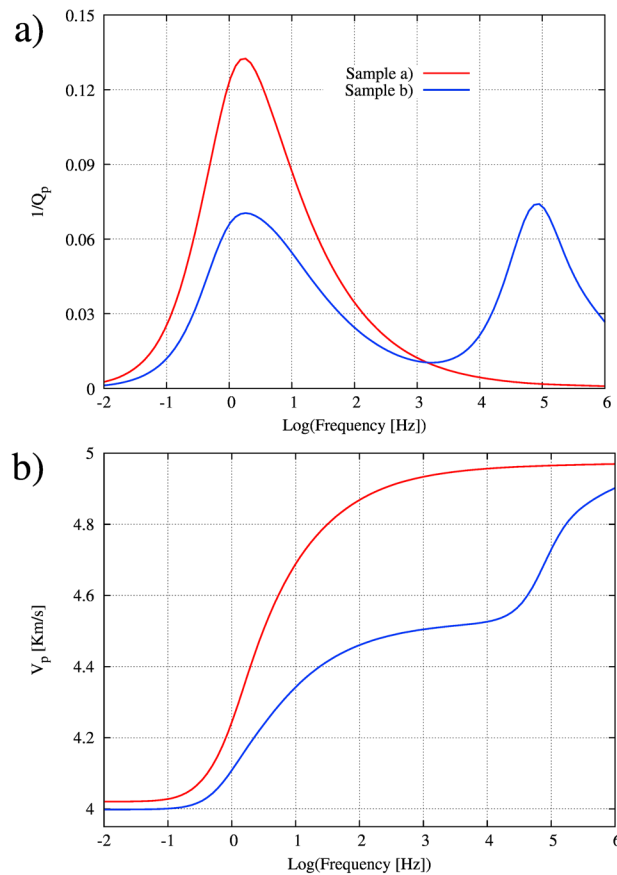 a)
0.15
0.12
0.09
0.06
0.03
0
1/Qp
Sample a)
Sample b)
-2 -1 0 1 2 3 4 5 6
Log(Frequency [Hz])
b)
5
4.8
4.6
4.4
4.2
4
Vp [Km/s]
-2 -1 0 1 2 3 4 5 6
Log(Frequency [Hz])